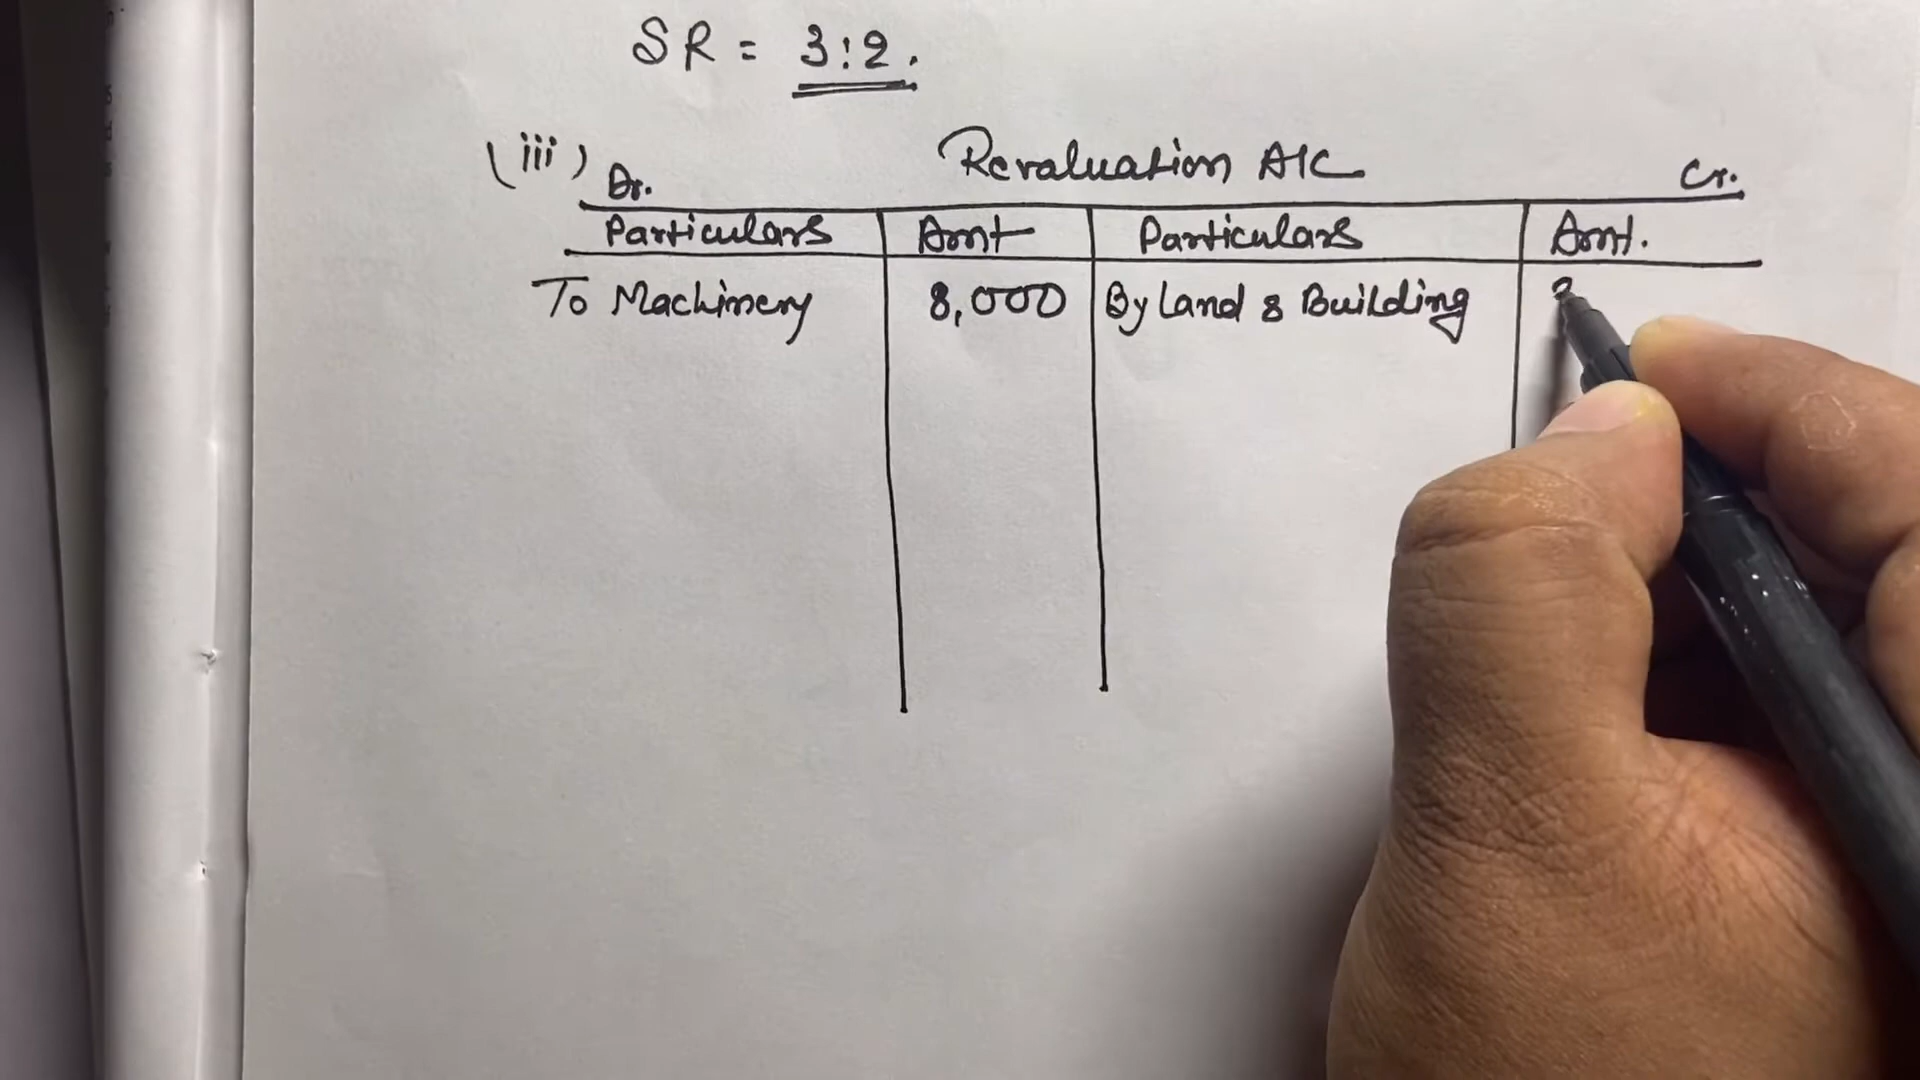 SR = 3:2.
(iii) Dr. Revaluation A/C Cr.
Particulars Amt Particulars Amt.
To Machinery 8,000 By Land & Building